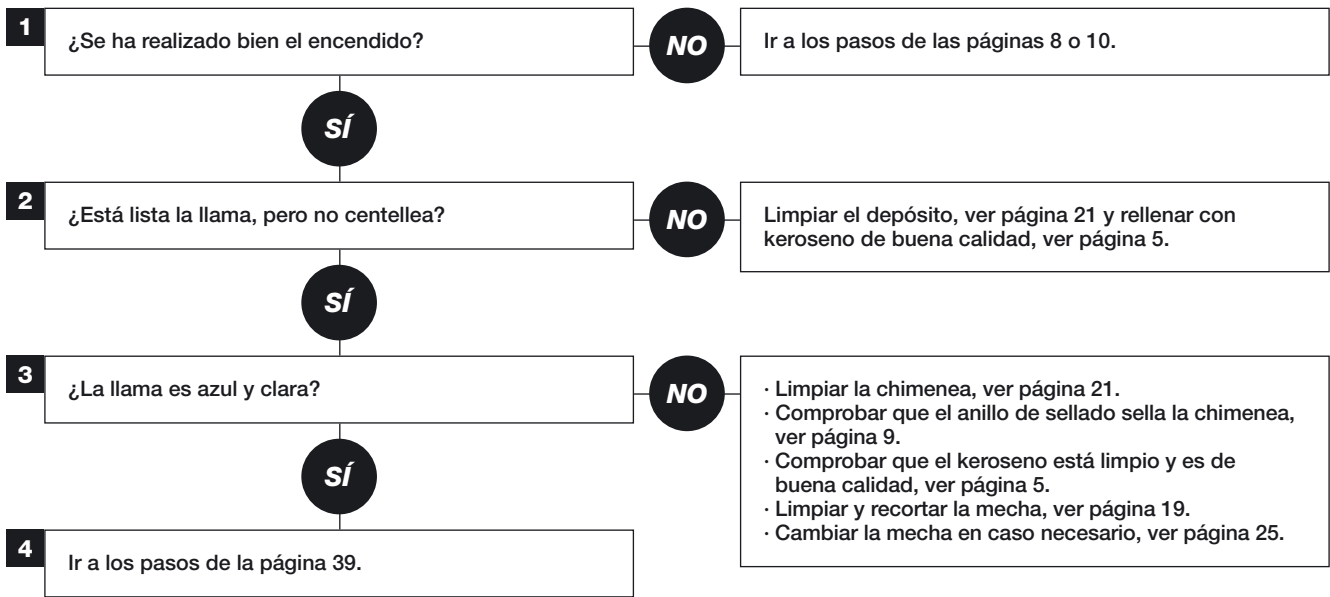 1
¿Se ha realizado bien el encendido?
NO
Ir a los pasos de las páginas 8 o 10.
SÍ
2
¿Está lista la llama, pero no centellea?
NO
Limpiar el depósito, ver página 21 y rellenar con
keroseno de buena calidad, ver página 5.
SÍ
3
¿La llama es azul y clara?
NO
· Limpiar la chimenea, ver página 21.
· Comprobar que el anillo de sellado sella la chimenea,
ver página 9.
· Comprobar que el keroseno está limpio y es de
buena calidad, ver página 5.
· Limpiar y recortar la mecha, ver página 19.
· Cambiar la mecha en caso necesario, ver página 25.
SÍ
4
Ir a los pasos de la página 39.